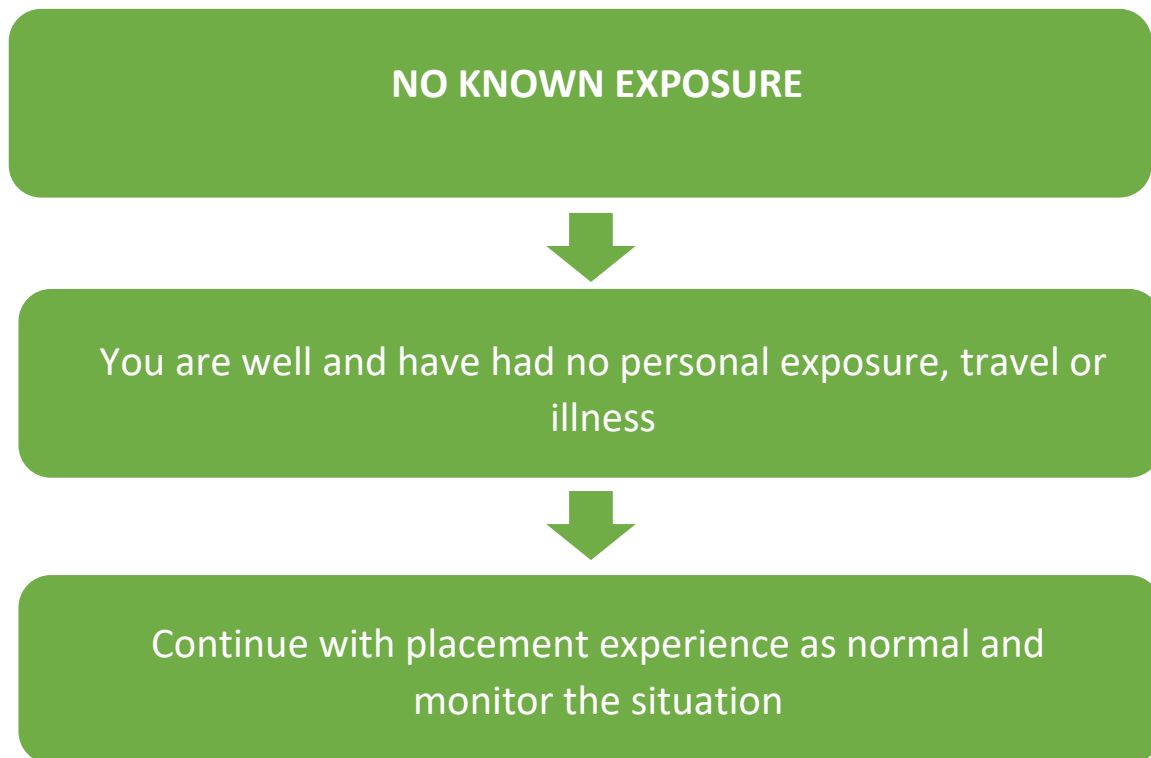 NO KNOWN EXPOSURE
You are well and have had no personal exposure, travel or
illness
Continue with placement experience as normal and
monitor the situation